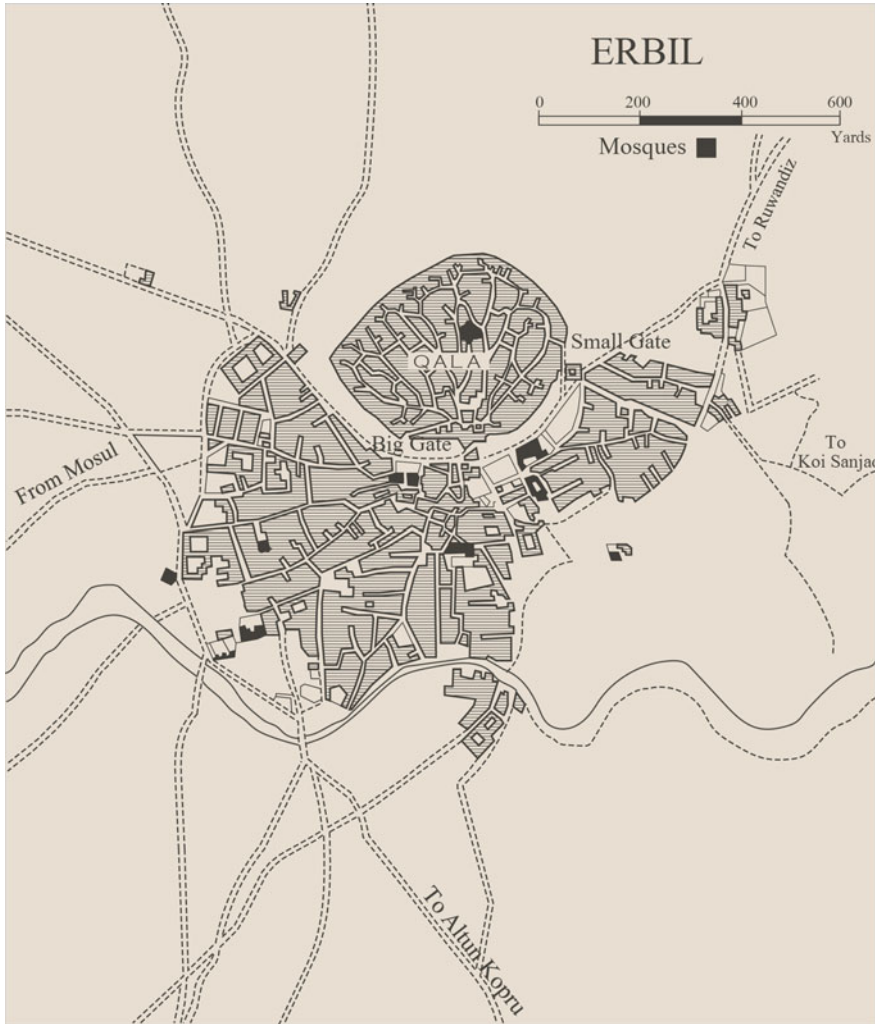 ERBIL
0 200 400 600
Yards
Mosques
To Ruwandiz
Small Gate
QALA
Big Gate
To
Koi Sanjac
From Mosul
To Altun Kopru